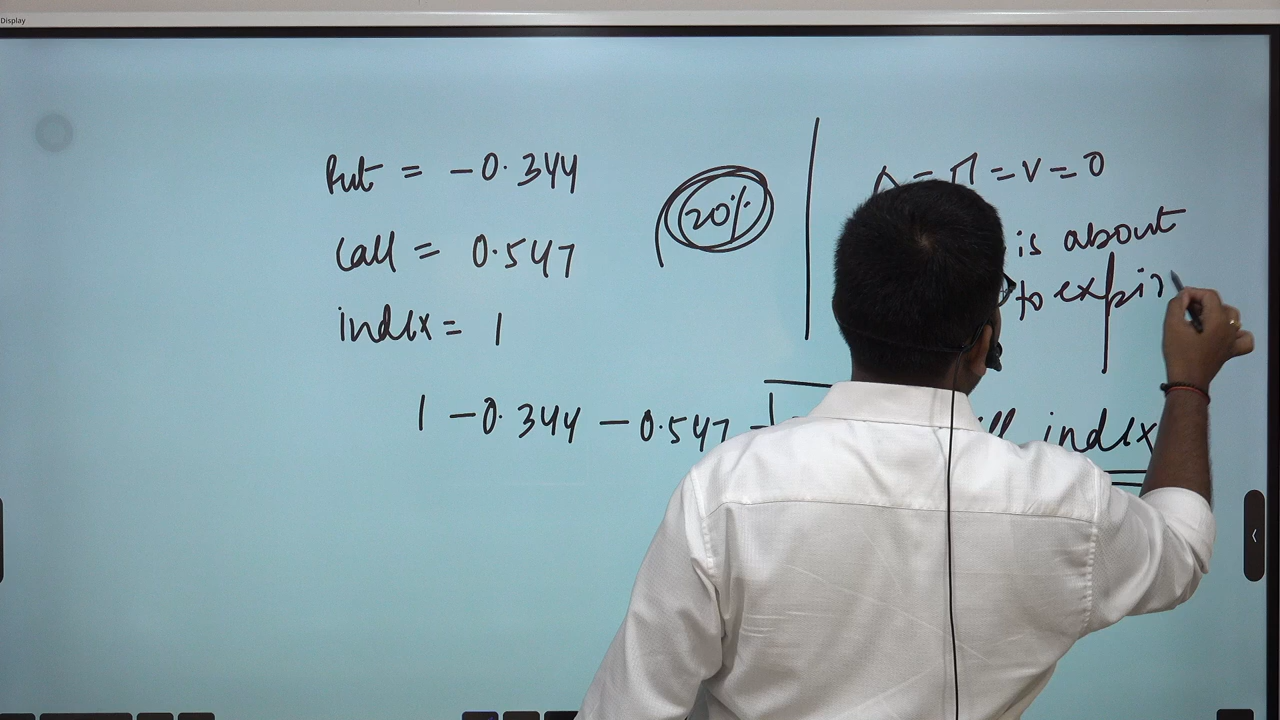 Display
Put = -0.344
Call = 0.547
index = 1
20%
1 - 0.344 - 0.547
Δ = Γ = V = 0
is about
to expir
index